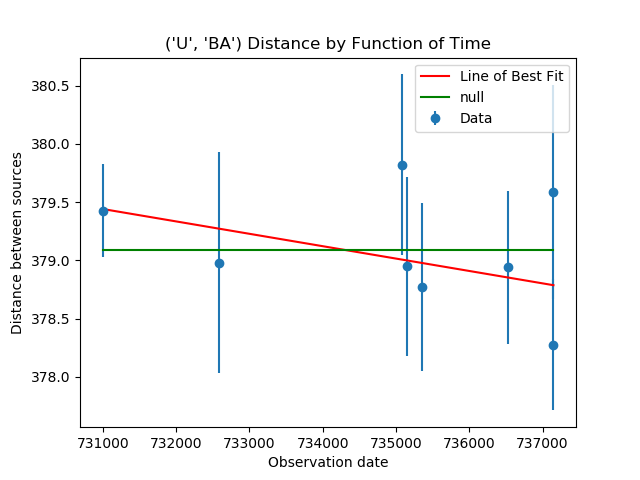 ('U', 'BA') Distance by Function of Time
Line of Best Fit
null
Data
Distance between sources
380.5
380.0
379.5
379.0
378.5
378.0
731000 732000 733000 734000 735000 736000 737000
Observation date